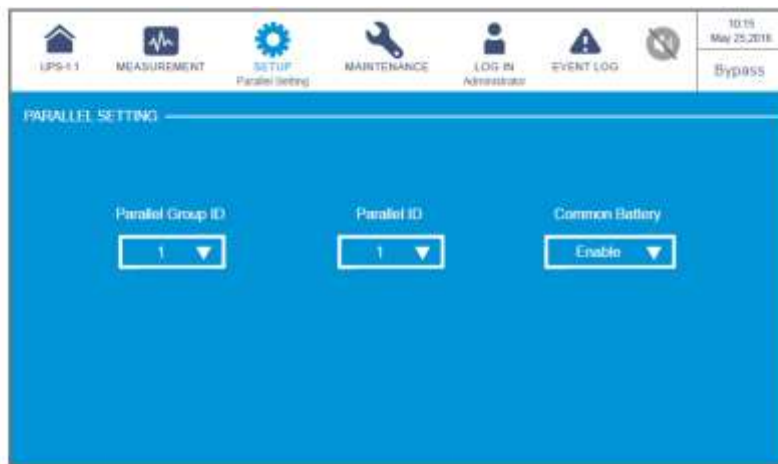 10:15
May 25,2016
UPS-1 1
MEASUREMENT
SETUP
Parallel Setting
MAINTENANCE
LOG IN
Administrator
EVENT LOG
Bypass
PARALLEL SETTING
Parallel Group ID
Parallel ID
Common Battery
1
1
Enable